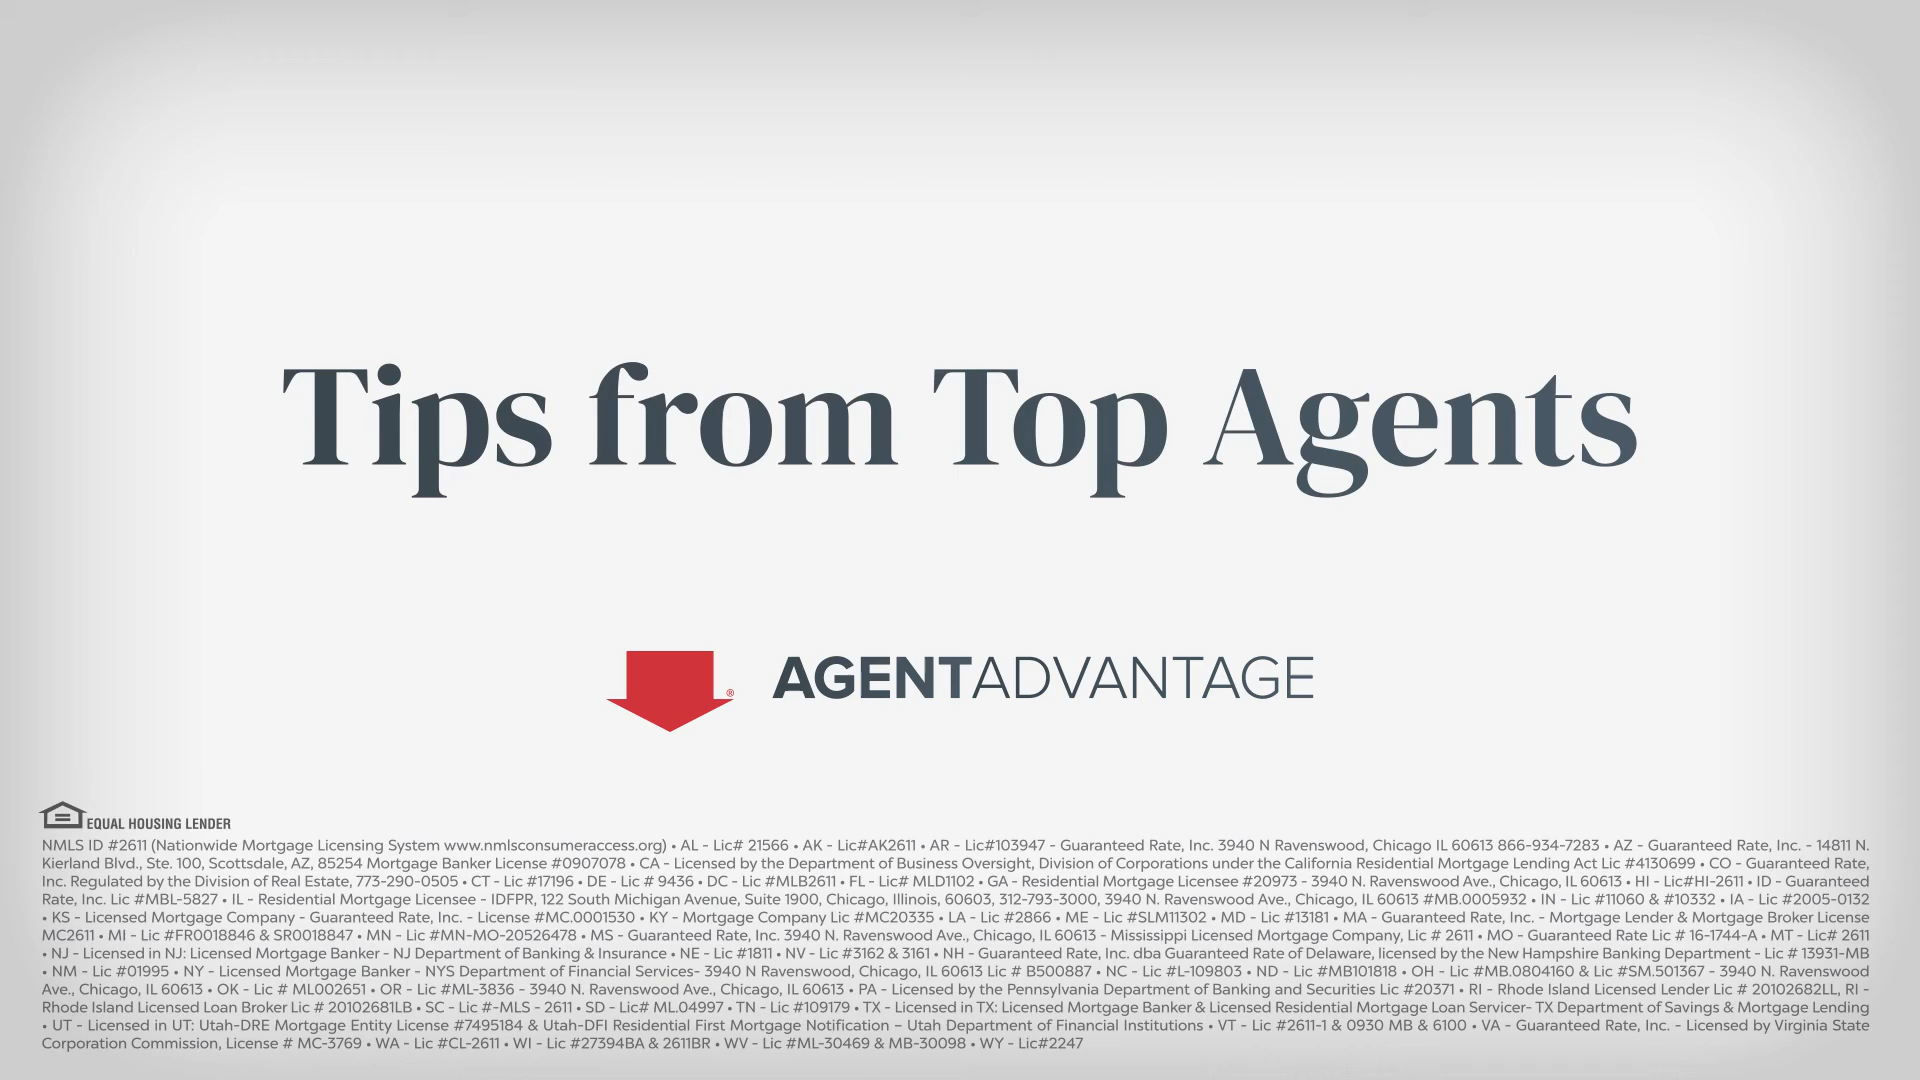 Tips from Top Agents
® AGENTADVANTAGE
EQUAL HOUSING LENDER
NMLS ID #2611 (Nationwide Mortgage Licensing System www.nmlsconsumeraccess.org) • AL - Lic# 21566 • AK - Lic#AK2611 • AR - Lic#103947 - Guaranteed Rate, Inc. 3940 N Ravenswood, Chicago IL 60613 866-934-7283 • AZ - Guaranteed Rate, Inc. - 14811 N.
Kierland Blvd., Ste. 100, Scottsdale, AZ, 85254 Mortgage Banker License #0907078 • CA - Licensed by the Department of Business Oversight, Division of Corporations under the California Residential Mortgage Lending Act Lic #4130699 • CO - Guaranteed Rate,
Inc. Regulated by the Division of Real Estate, 773-290-0505 • CT - Lic #17196 • DE - Lic # 9436 • DC - Lic #MLB2611 • FL - Lic# MLD1102 • GA - Residential Mortgage Licensee #20973 - 3940 N. Ravenswood Ave., Chicago, IL 60613 • HI - Lic#HI-2611 • ID - Guaranteed
Rate, Inc. Lic #MBL-5827 • IL - Residential Mortgage Licensee - IDFPR, 122 South Michigan Avenue, Suite 1900, Chicago, Illinois, 60603, 312-793-3000, 3940 N. Ravenswood Ave., Chicago, IL 60613 #MB.0005932 • IN - Lic #11060 & #10332 • IA - Lic #2005-0132
• KS - Licensed Mortgage Company - Guaranteed Rate, Inc. - License #MC.0001530 • KY - Mortgage Company Lic #MC20335 • LA - Lic #2866 • ME - Lic #SLM11302 • MD - Lic #13181 • MA - Guaranteed Rate, Inc. - Mortgage Lender & Mortgage Broker License
MC2611 • MI - Lic #FR0018846 & SR0018847 • MN - Lic #MN-MO-20526478 • MS - Guaranteed Rate, Inc. 3940 N. Ravenswood Ave., Chicago, IL 60613 - Mississippi Licensed Mortgage Company, Lic # 2611 • MO - Guaranteed Rate Lic # 16-1744-A • MT - Lic# 2611
• NJ - Licensed in NJ: Licensed Mortgage Banker - NJ Department of Banking & Insurance • NE - Lic #1811 • NV - Lic #3162 & 3161 • NH - Guaranteed Rate, Inc. dba Guaranteed Rate of Delaware, licensed by the New Hampshire Banking Department - Lic # 13931-MB
• NM - Lic #01995 • NY - Licensed Mortgage Banker - NYS Department of Financial Services- 3940 N Ravenswood, Chicago, IL 60613 Lic # B500887 • NC - Lic #L-109803 • ND - Lic #MB101818 • OH - Lic #MB.0804160 & Lic #SM.501367 - 3940 N. Ravenswood
Ave., Chicago, IL 60613 • OK - Lic # ML002651 • OR - Lic #ML-3836 - 3940 N. Ravenswood Ave., Chicago, IL 60613 • PA - Licensed by the Pennsylvania Department of Banking and Securities Lic #20371 • RI - Rhode Island Licensed Lender Lic # 20102682LL, RI -
Rhode Island Licensed Loan Broker Lic # 20102681LB • SC - Lic #-MLS - 2611 • SD - Lic# ML.04997 • TN - Lic #109179 • TX - Licensed in TX: Licensed Mortgage Banker & Licensed Residential Mortgage Loan Servicer- TX Department of Savings & Mortgage Lending
• UT - Licensed in UT: Utah-DRE Mortgage Entity License #7495184 & Utah-DFI Residential First Mortgage Notification – Utah Department of Financial Institutions • VT - Lic #2611-1 & 0930 MB & 6100 • VA - Guaranteed Rate, Inc. - Licensed by Virginia State
Corporation Commission, License # MC-3769 • WA - Lic #CL-2611 • WI - Lic #27394BA & 2611BR • WV - Lic #ML-30469 & MB-30098 • WY - Lic#2247